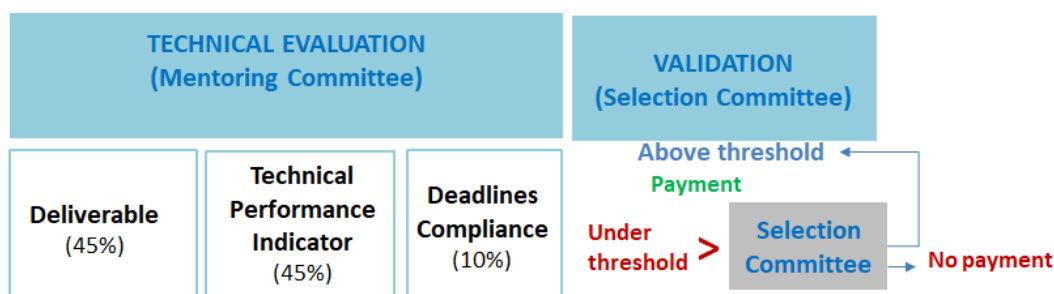 TECHNICAL EVALUATION
(Mentoring Committee)
VALIDATION
(Selection Committee)
Deliverable
(45%)
Technical
Performance
Indicator
(45%)
Deadlines
Compliance
(10%)
Above threshold
Payment
Under
threshold
>
Selection
Committee
No payment